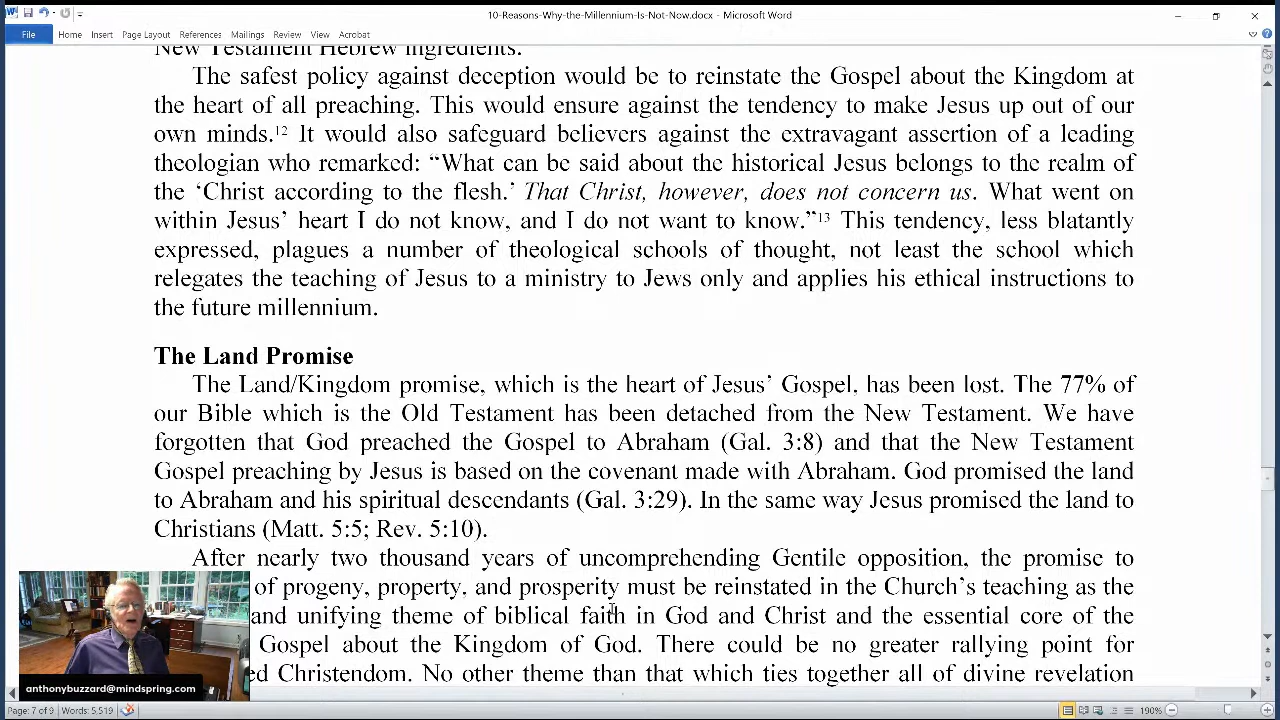 10-Reasons-Why-the-Millennium-Is-Not-Now.docx - Microsoft Word
File Home Insert Page Layout References Mailings Review View Acrobat
New Testament Hebrew ingredients.
The safest policy against deception would be to reinstate the Gospel about the Kingdom at
the heart of all preaching. This would ensure against the tendency to make Jesus up out of our
own minds.12 It would also safeguard believers against the extravagant assertion of a leading
theologian who remarked: “What can be said about the historical Jesus belongs to the realm of
the ‘Christ according to the flesh.’ That Christ, however, does not concern us. What went on
within Jesus’ heart I do not know, and I do not want to know.”13 This tendency, less blatantly
expressed, plagues a number of theological schools of thought, not least the school which
relegates the teaching of Jesus to a ministry to Jews only and applies his ethical instructions to
the future millennium.
The Land Promise
The Land/Kingdom promise, which is the heart of Jesus’ Gospel, has been lost. The 77% of
our Bible which is the Old Testament has been detached from the New Testament. We have
forgotten that God preached the Gospel to Abraham (Gal. 3:8) and that the New Testament
Gospel preaching by Jesus is based on the covenant made with Abraham. God promised the land
to Abraham and his spiritual descendants (Gal. 3:29). In the same way Jesus promised the land to
Christians (Matt. 5:5; Rev. 5:10).
After nearly two thousand years of uncomprehending Gentile opposition, the promise to
of progeny, property, and prosperity must be reinstated in the Church’s teaching as the
and unifying theme of biblical faith in God and Christ and the essential core of the
Gospel about the Kingdom of God. There could be no greater rallying point for
ed Christendom. No other theme than that which ties together all of divine revelation
anthonybuzzard@mindspring.com
Page: 7 of 9 Words: 5,519 190%